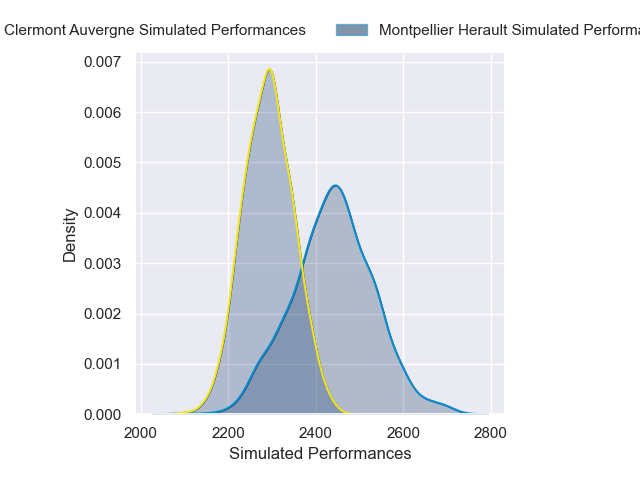 Clermont Auvergne Simulated Performances
Montpellier Herault Simulated
0.007
0.006
0.005
0.004
0.003
0.002
0.001
0.000
Density
2000 2200 2400 2600 2800
Simulated Performances